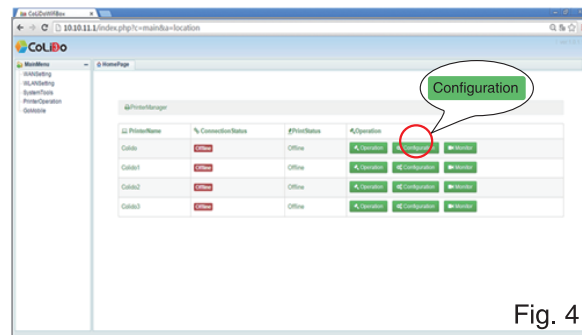 CoLiDoWifiBox
10.10.11.1/index.php?c=main&a=location
CoLiDo
MainMenu
HomePage
WANSetting
WLANSetting
SystemTools
PrinterOperation
GoMobile
Configuration
PrinterManager
PrinterName ConnectionStatus PrintStatus Operation
Colido Offline Offline Operation Configuration Monitor
Colido1 Offline Offline Operation Configuration Monitor
Colido2 Offline Offline Operation Configuration Monitor
Colido3 Offline Offline Operation Configuration Monitor
Fig. 4